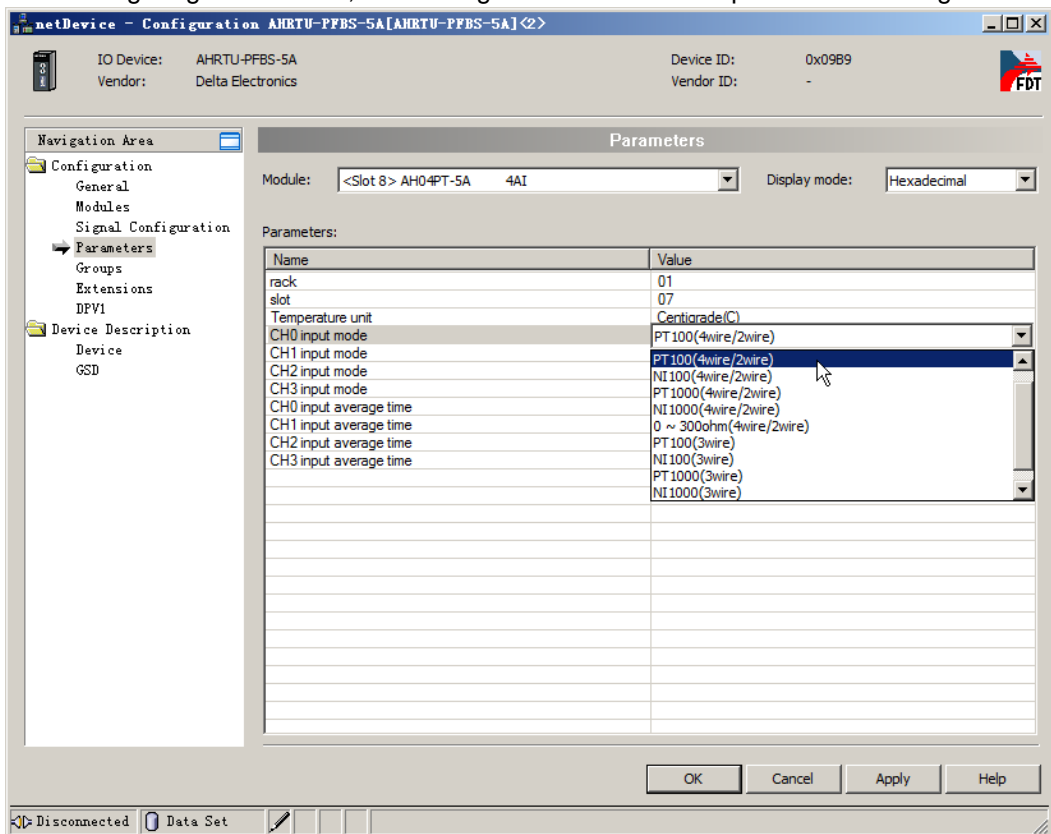 netDevice - Configuration AHRTU-PFBS-5A[AHRTU-PFBS-5A]<2>
IO Device: AHRTU-PFBS-5A Device ID: 0x09B9
Vendor: Delta Electronics Vendor ID: -
FDT
Navigation Area
Configuration
General
Modules
Signal Configuration
Parameters
Groups
Extensions
DPV1
Device Description
Device
GSD
Parameters
Module: <Slot 8> AH04PT-5A 4AI Display mode: Hexadecimal
Parameters:
Name Value
rack 01
slot 07
Temperature unit Centigrade(C)
CH0 input mode PT100(4wire/2wire)
CH1 input mode
CH2 input mode
CH3 input mode
CH0 input average time
CH1 input average time
CH2 input average time
CH3 input average time
PT100(4wire/2wire)
NI100(4wire/2wire)
PT1000(4wire/2wire)
NI1000(4wire/2wire)
0 ~ 300ohm(4wire/2wire)
PT100(3wire)
NI100(3wire)
PT1000(3wire)
NI1000(3wire)
OK Cancel Apply Help
Disconnected Data Set